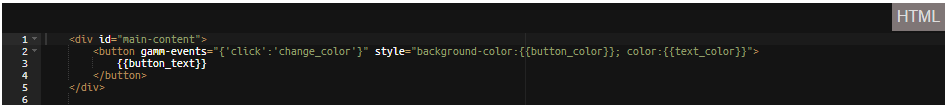 HTML
1 <div id="main-content">
2 <button gamm-events="{'click':'change_color'}" style="background-color:{{button_color}}; color:{{text_color}}">
3 {{button_text}}
4 </button>
5 </div>
6